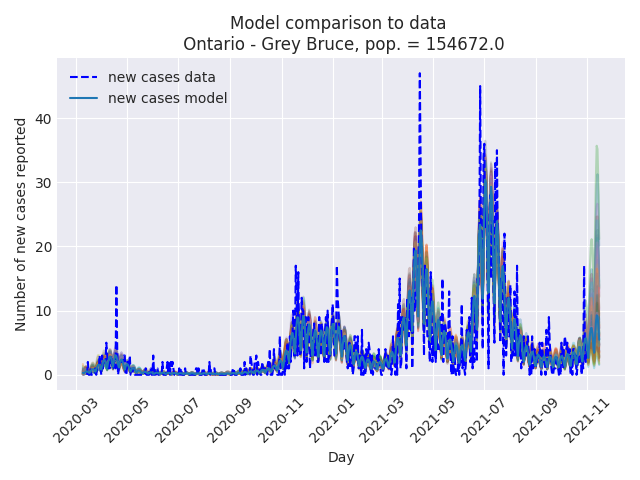 Model comparison to data
Ontario - Grey Bruce, pop. = 154672.0
new cases data
new cases model
Number of new cases reported
40
30
20
10
0
2020-03
2020-05
2020-07
2020-09
2020-11
2021-01
2021-03
2021-05
2021-07
2021-09
2021-11
Day